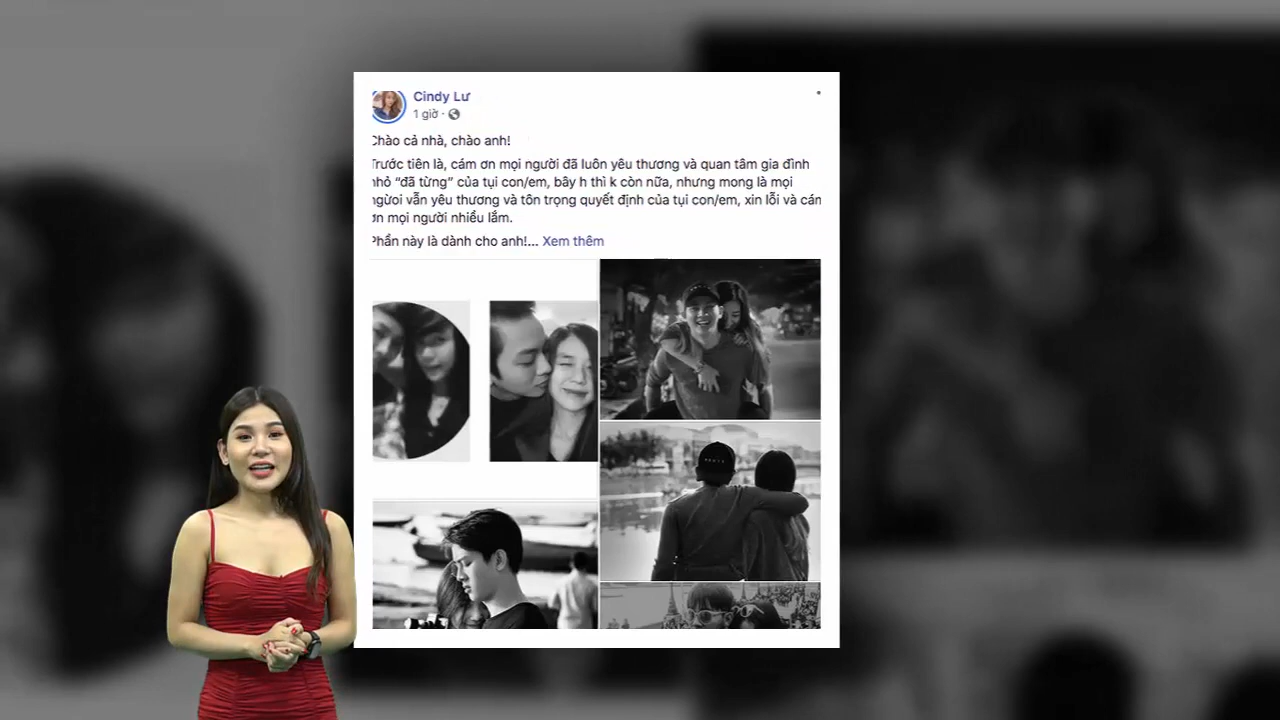 Cindy Lư
1 giờ ·
Chào cả nhà, chào anh!
Trước tiên là, cám ơn mọi người đã luôn yêu thương và quan tâm gia đình
nhỏ “đã từng” của tụi con/em, bây h thì k còn nữa, nhưng mong là mọi
ngừoi vẫn yêu thương và tôn trọng quyết định của tụi con/em, xin lỗi và cán
ơn mọi người nhiều lắm.
Phần này là dành cho anh!... Xem thêm